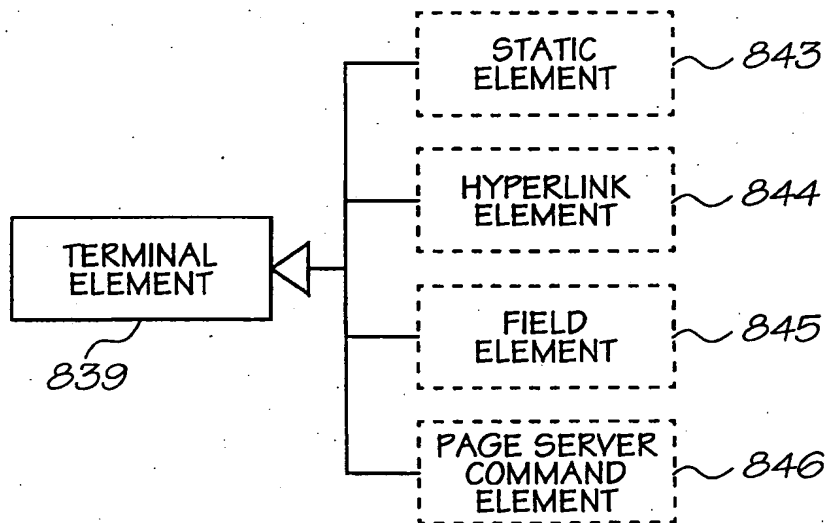 STATIC
ELEMENT
843
HYPERLINK
ELEMENT
844
TERMINAL
ELEMENT
839
FIELD
ELEMENT
845
PAGE SERVER
COMMAND
ELEMENT
846